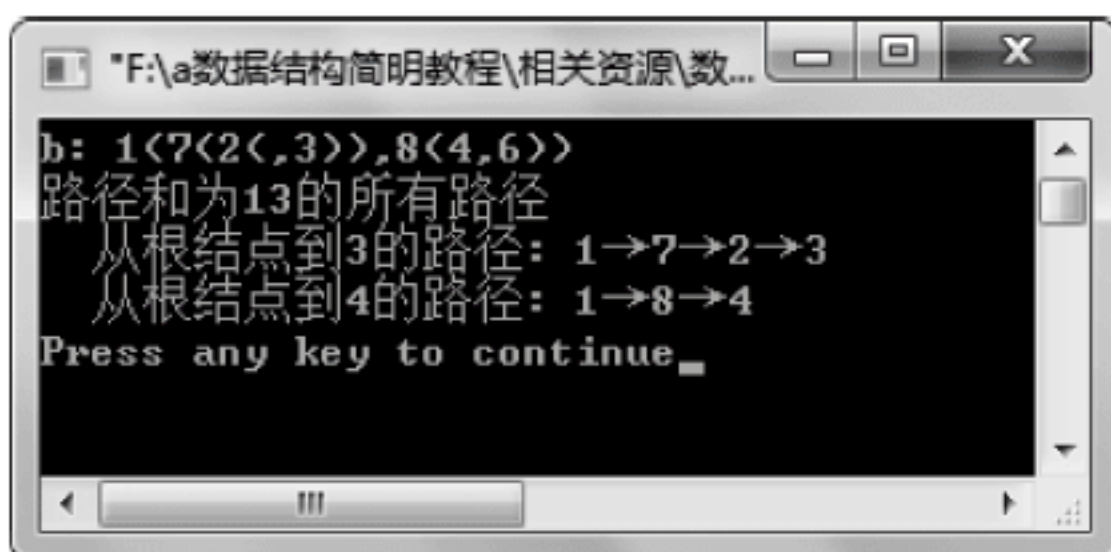 "F:\a数据结构简明教程\相关资源\数...
b: 1(7(2(,3)),8(4,6))
路径和为13的所有路径
从根结点到3的路径: 1→7→2→3
从根结点到4的路径: 1→8→4
Press any key to continue